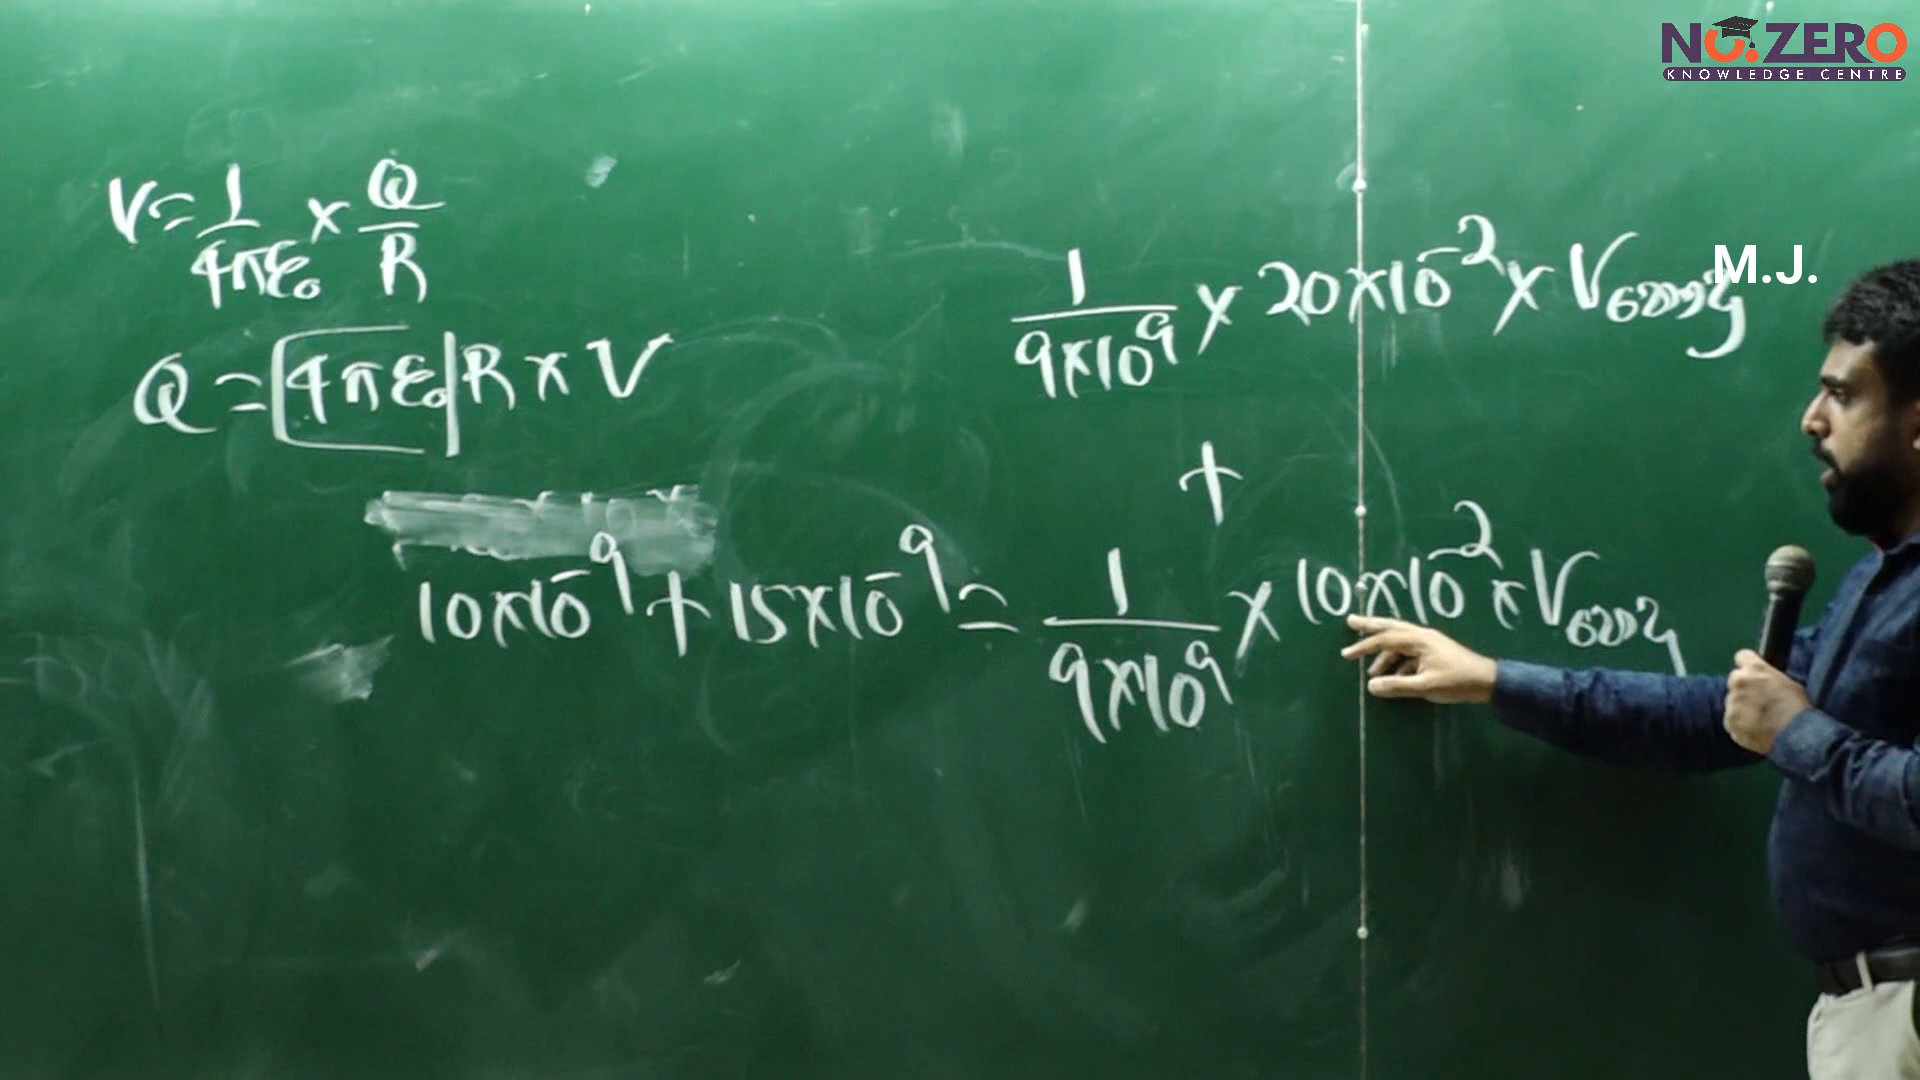 NO.ZERO
KNOWLEDGE CENTRE
M.J.
V = 1/4πε₀ × Q/R
Q = [4πε₀| R × V
1/9×10⁹ × 20×10⁻² × V
+
10×10⁻⁹ + 15×10⁻⁹ = 1/9×10⁹ × 10×10⁻² × V